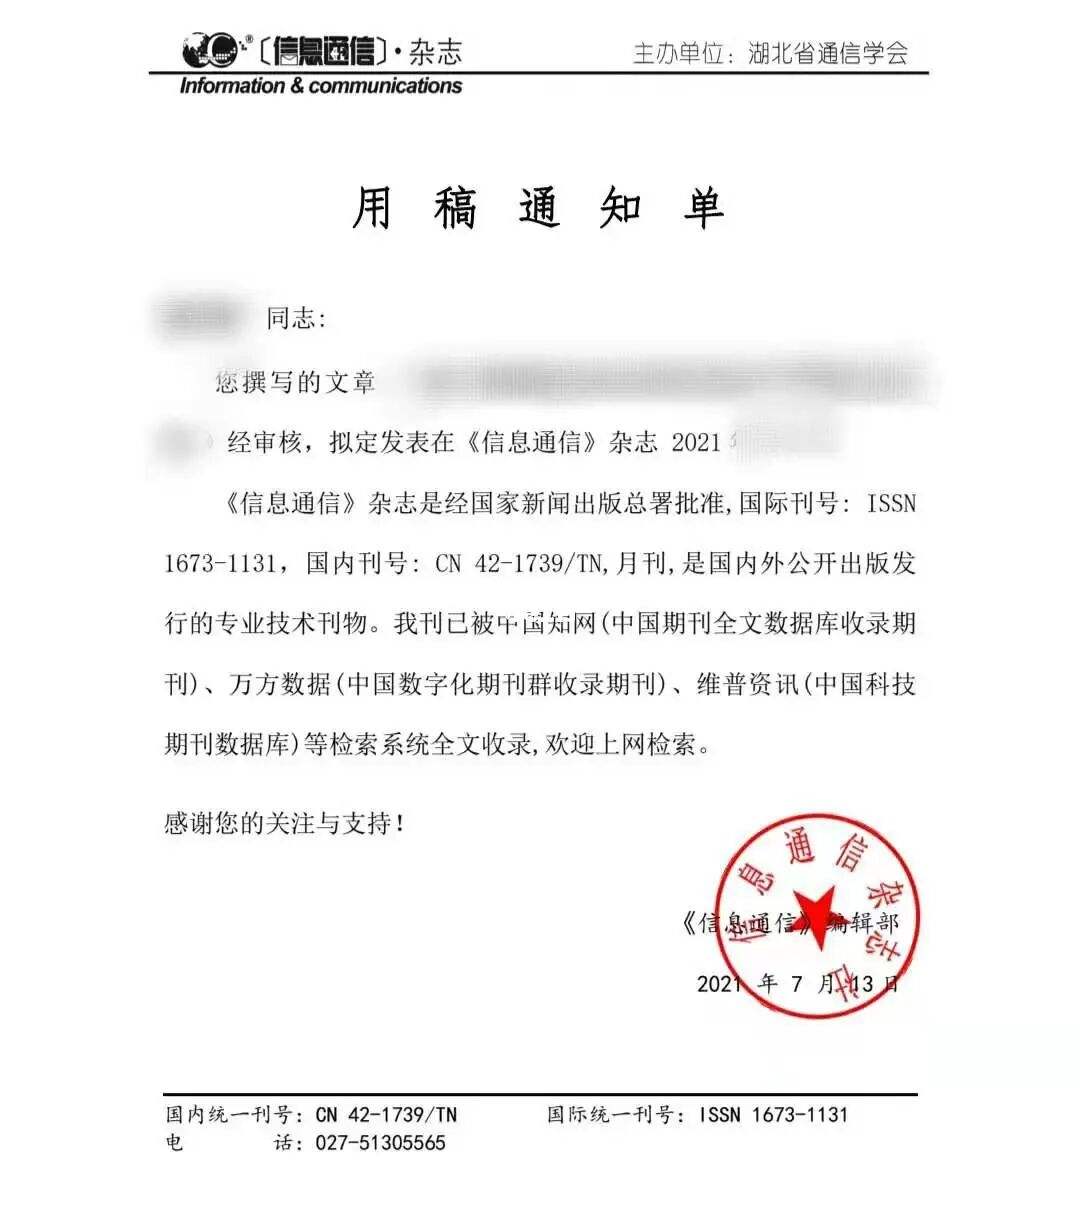 ®〔信息通信〕·杂志
主办单位：湖北省通信学会
Information & communications
用稿通知单
同志:
您撰写的文章
经审核，拟定发表在《信息通信》杂志 2021
《信息通信》杂志是经国家新闻出版总署批准,国际刊号: ISSN
1673-1131，国内刊号: CN 42-1739/TN,月刊,是国内外公开出版发
行的专业技术刊物。我刊已被中国知网(中国期刊全文数据库收录期
刊)、万方数据(中国数字化期刊群收录期刊)、维普资讯(中国科技
期刊数据库)等检索系统全文收录,欢迎上网检索。
感谢您的关注与支持！
信息通信杂志社
《信息通信》编辑部
2021 年 7 月 13 日
国内统一刊号：CN 42-1739/TN
国际统一刊号：ISSN 1673-1131
电 话：027-51305565